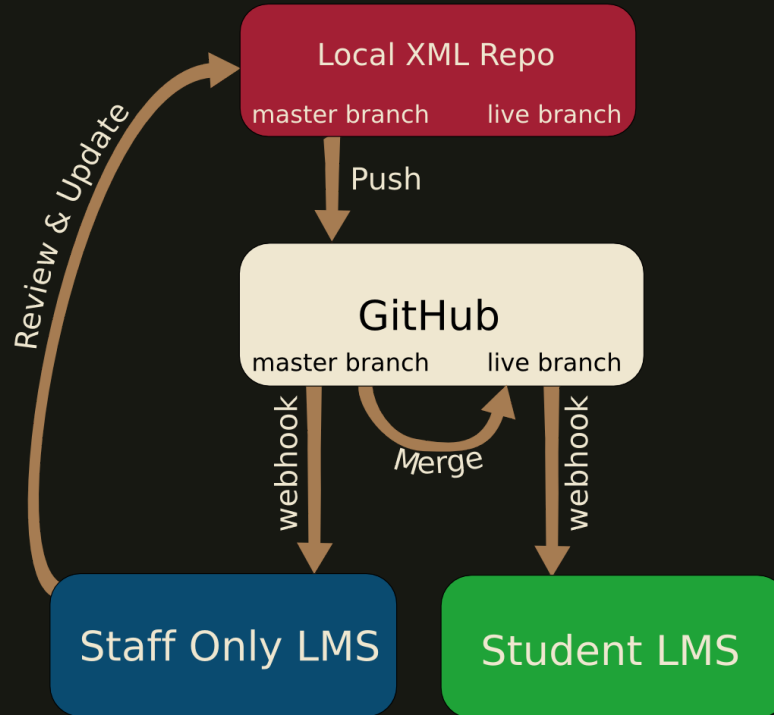 Local XML Repo
master branch
live branch
Push
Review & Update
GitHub
master branch
live branch
webhook
Merge
webhook
Staff Only LMS
Student LMS